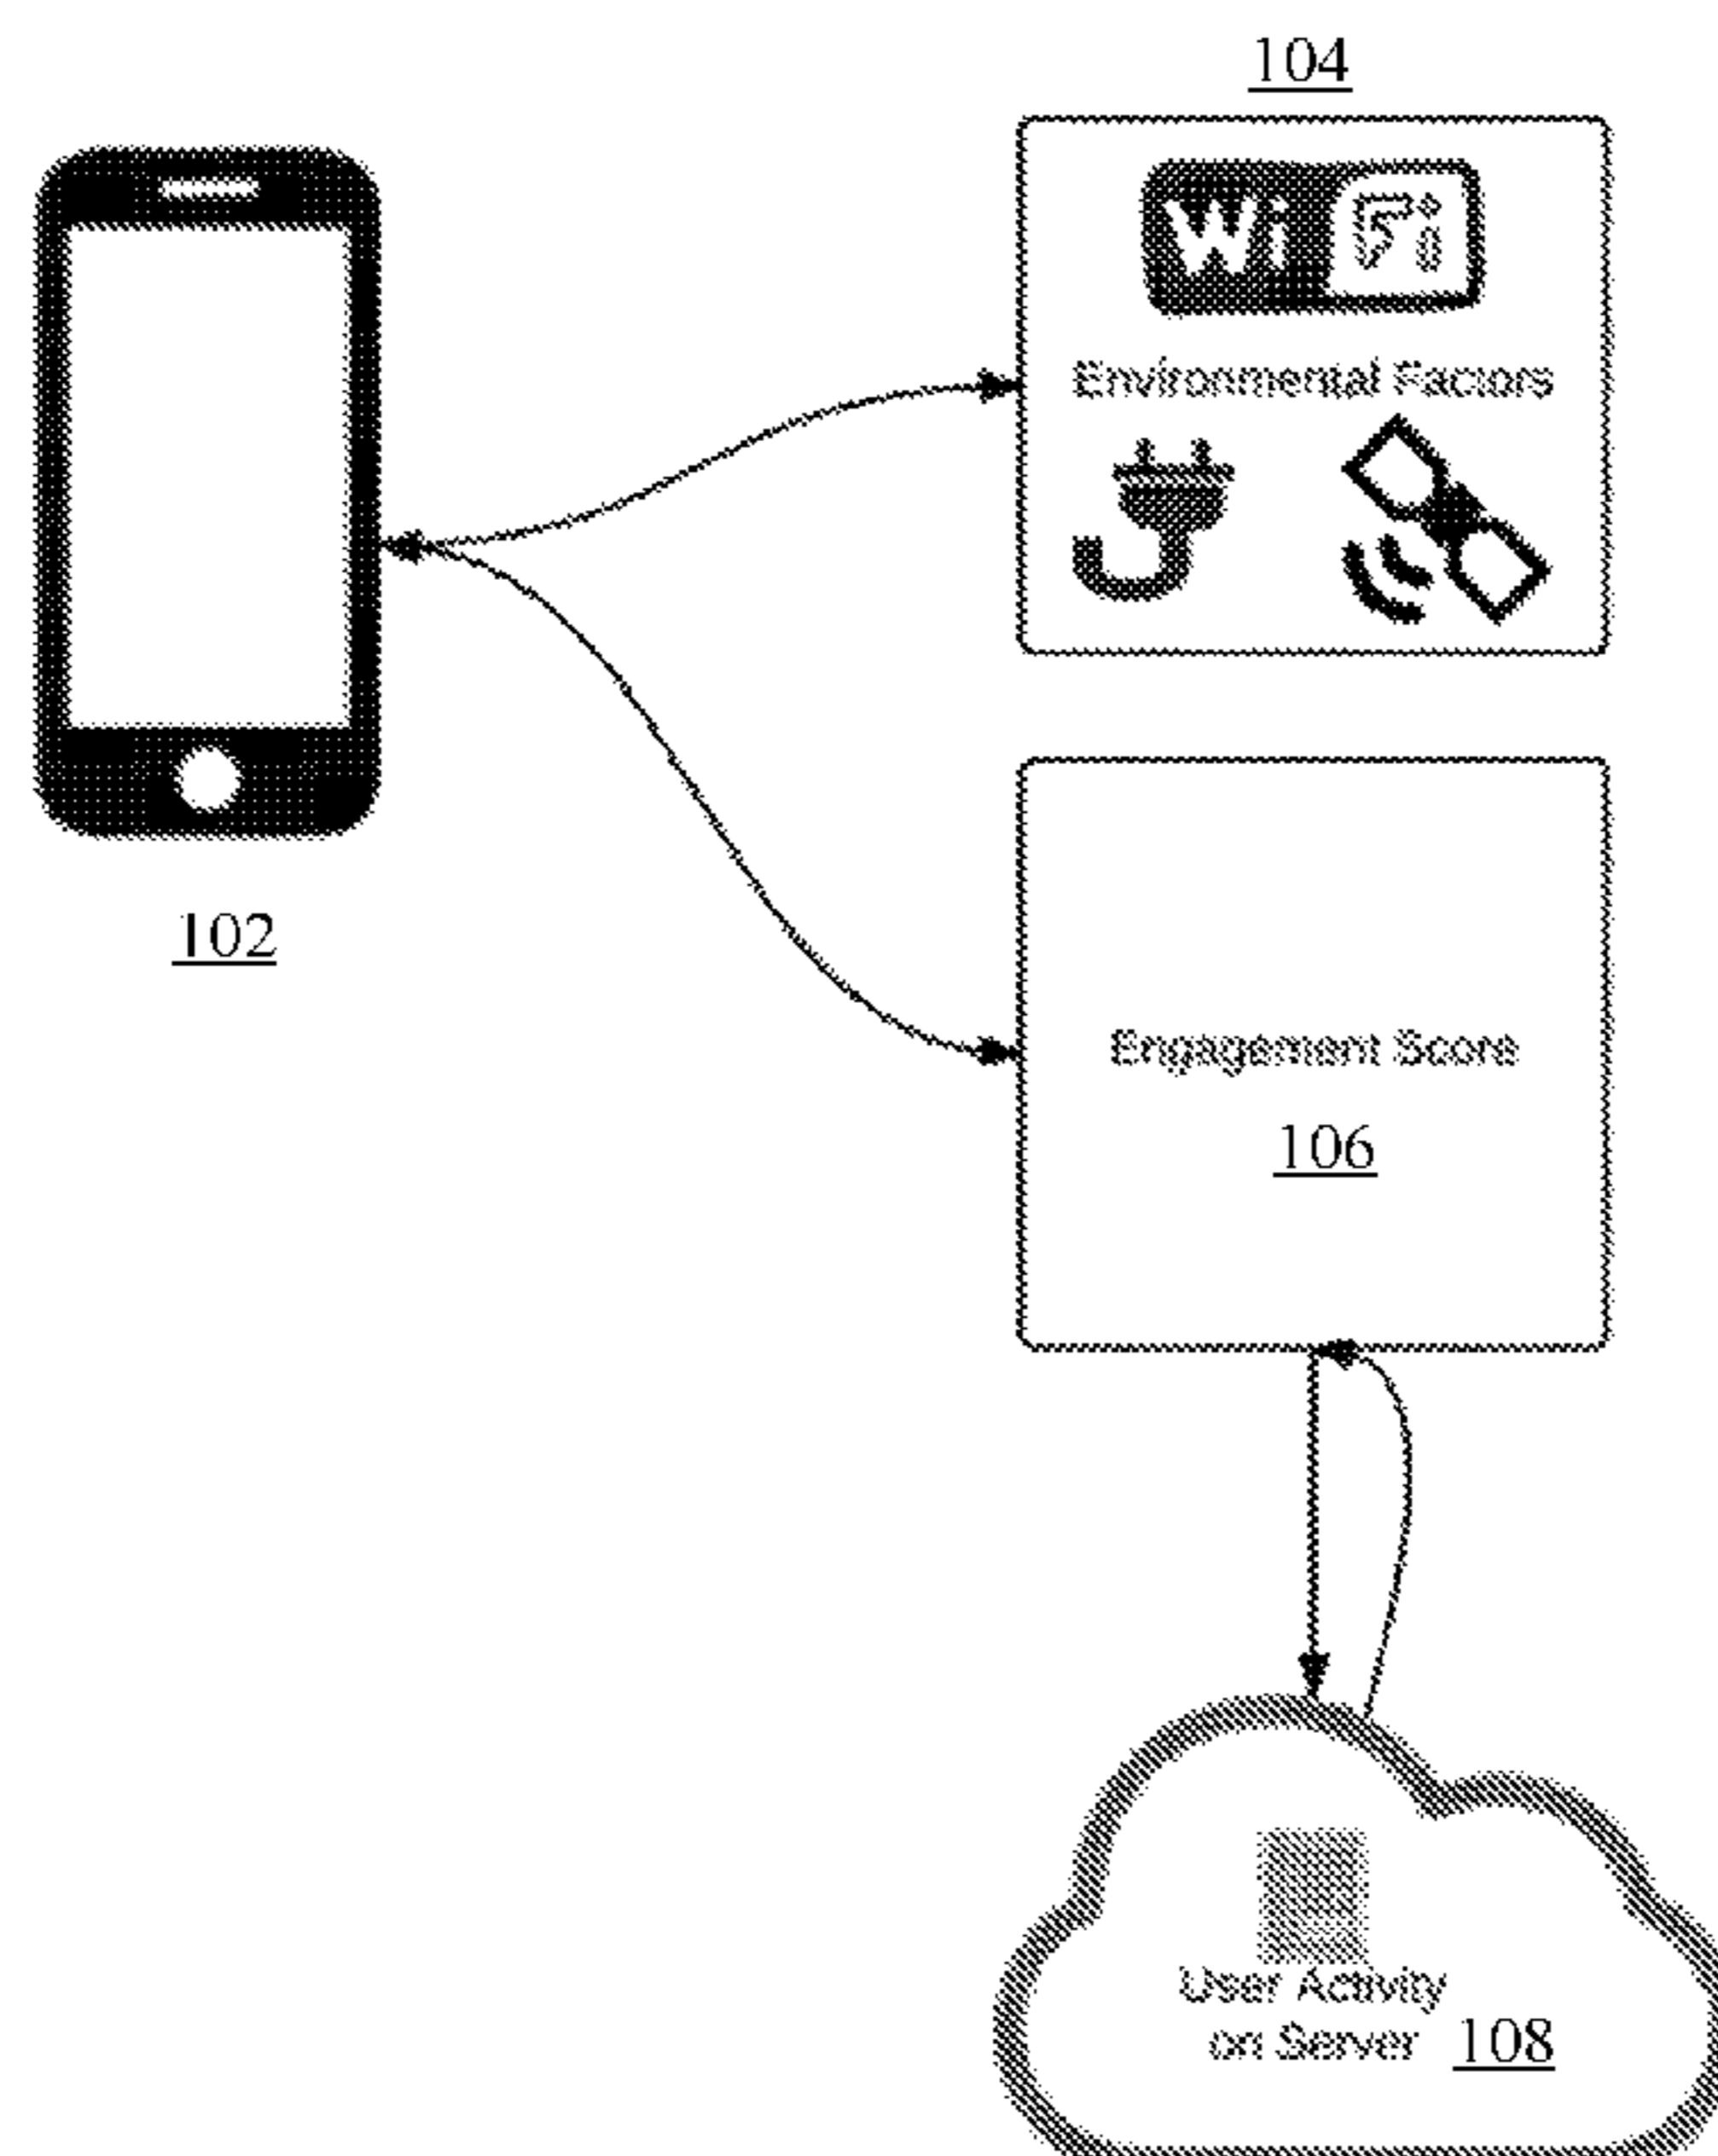 104
Wi Fi
Environmental Factors
102
Engagement Score
106
User Activity
on Server 108